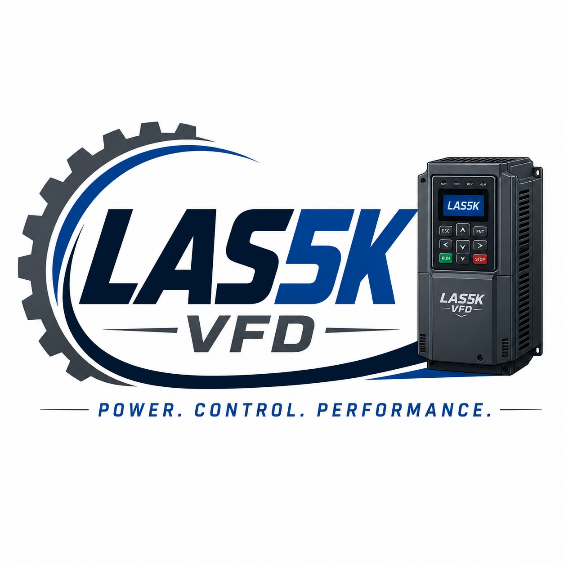 LAS5K
VFD
POWER. CONTROL. PERFORMANCE.
LAS5K
ESC
ENT
RUN
STOP
LAS5K
VFD